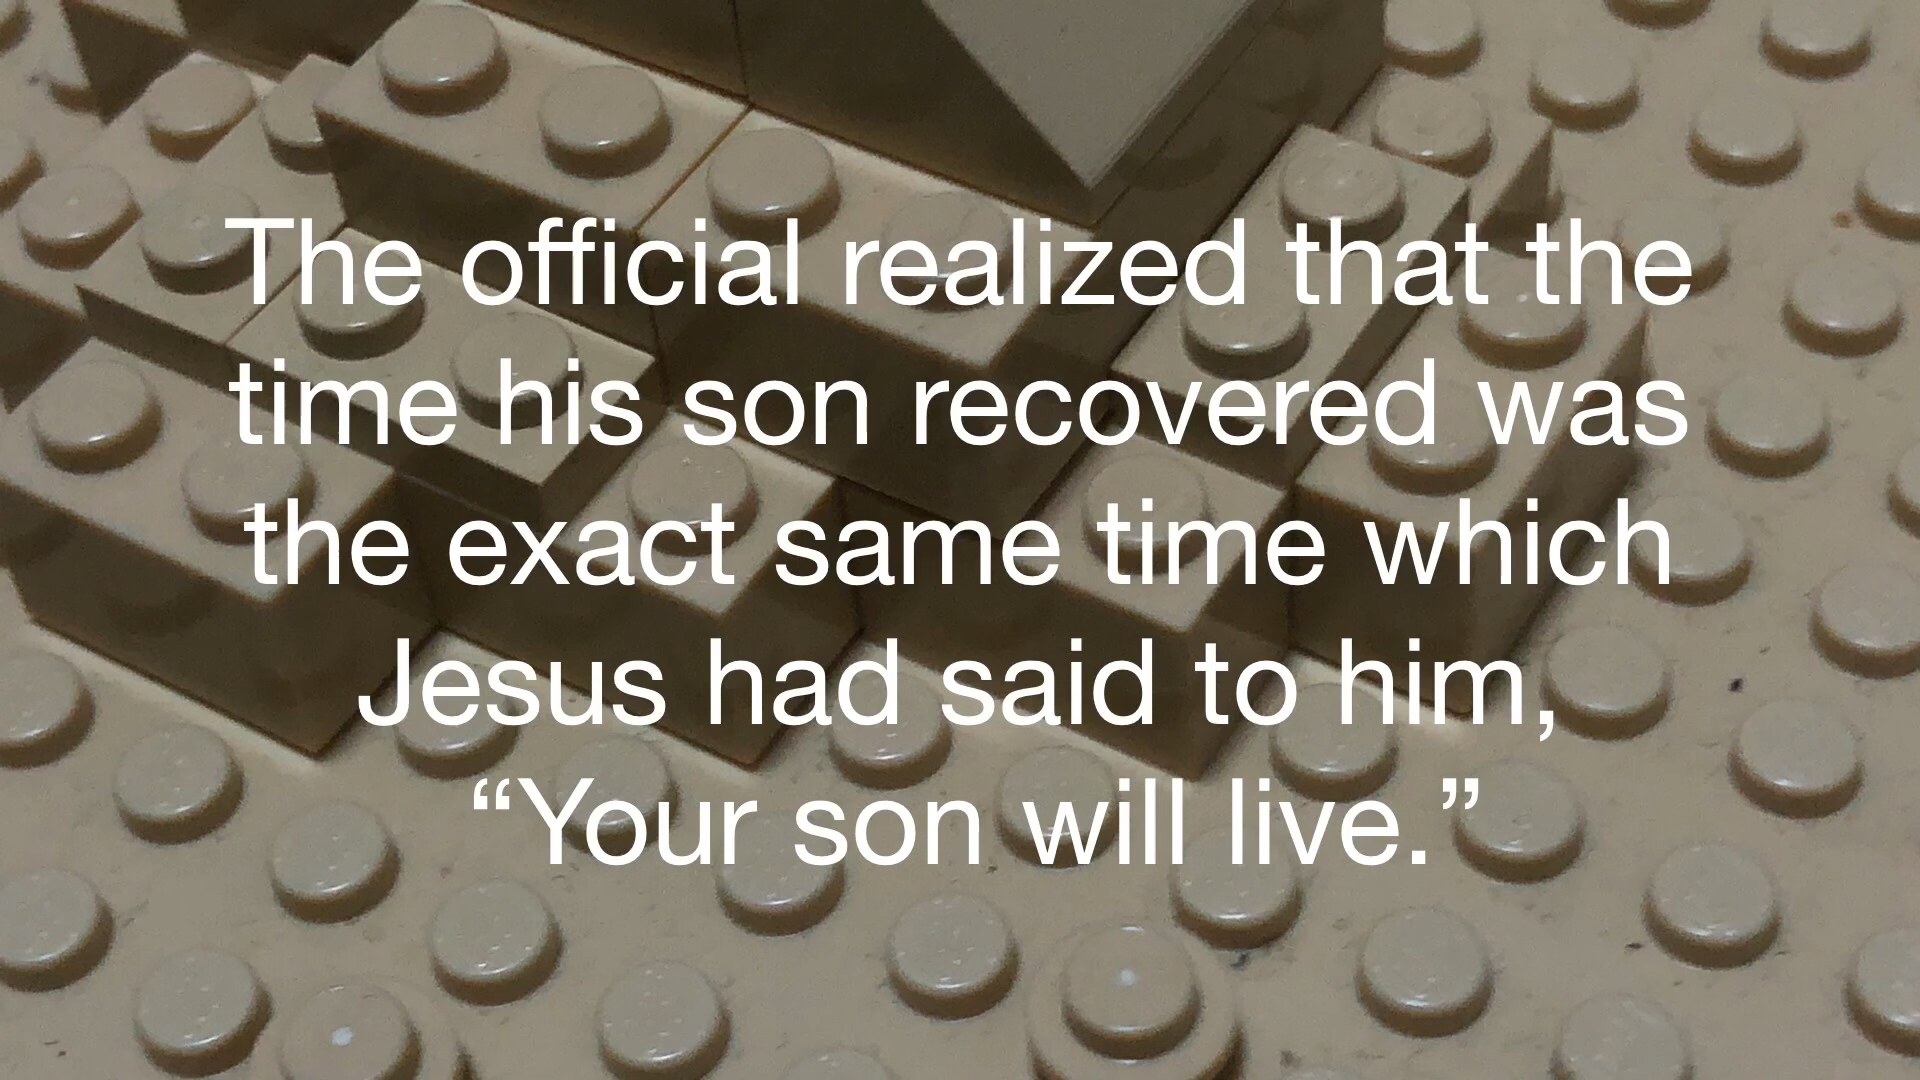 The official realized that the
time his son recovered was
the exact same time which
Jesus had said to him,
“Your son will live.”